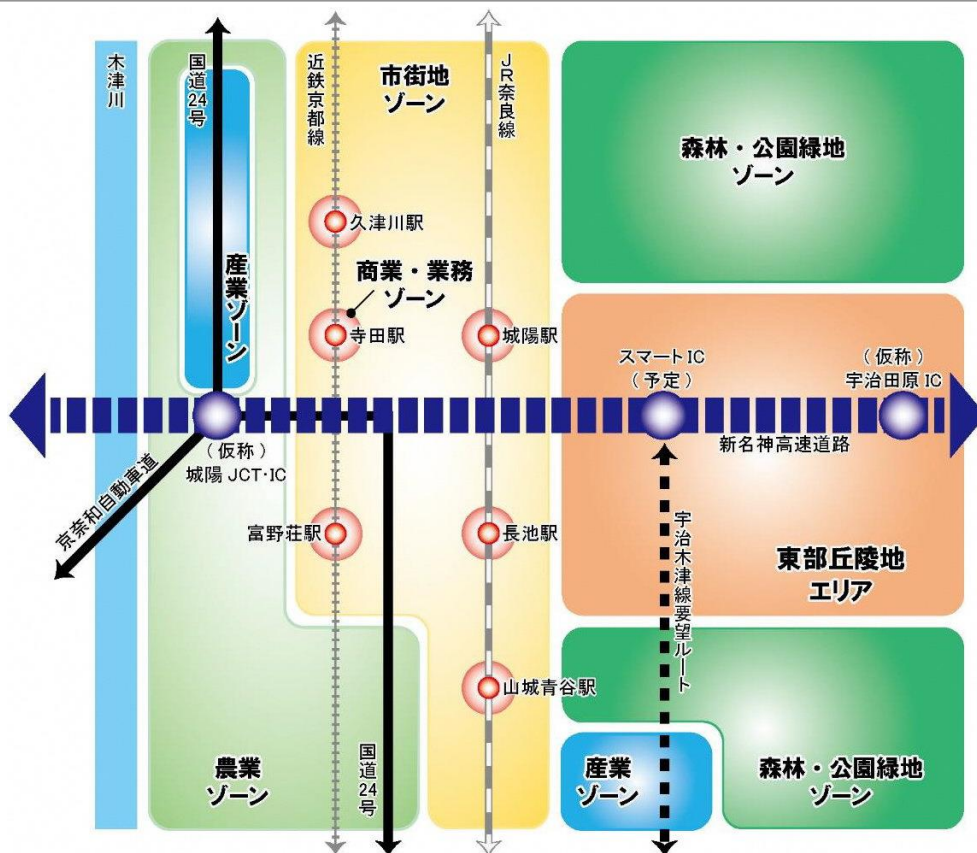 木津川
国道24号
近鉄京都線
市街地
ゾーン
JR奈良線
森林・公園緑地
ゾーン
久津川駅
産業ゾーン
商業・業務
ゾーン
寺田駅
城陽駅
スマートIC
(予定)
(仮称)
宇治田原IC
(仮称)
城陽JCT・IC
新名神高速道路
京奈和自動車道
富野荘駅
長池駅
宇治木津線要望ルート
東部丘陵地
エリア
山城青谷駅
農業
ゾーン
国道24号
産業
ゾーン
森林・公園緑地
ゾーン